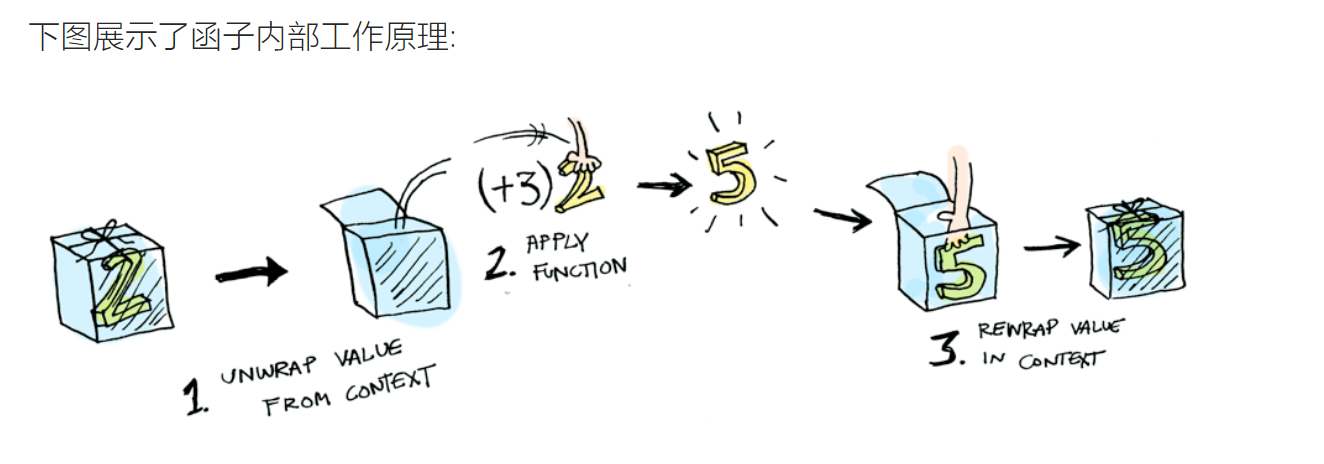 下图展示了函子内部工作原理:
2
1. UNWRAP VALUE
FROM CONTEXT
(+3)2
2. APPLY
FUNCTION
5
5
3. REWRAP VALUE
IN CONTEXT
5